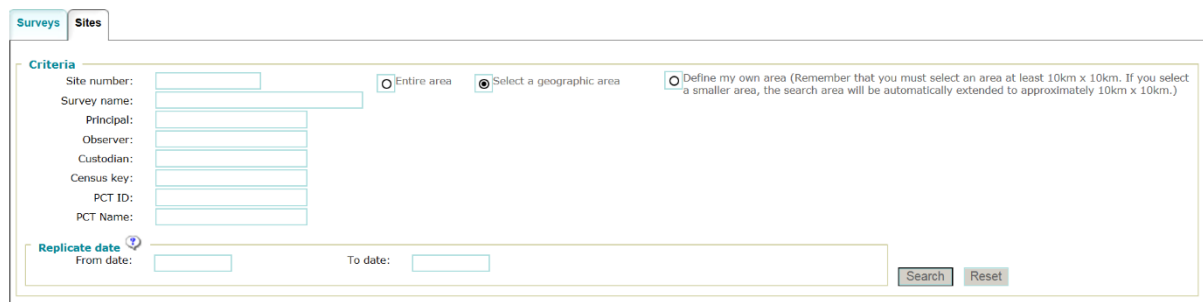 Surveys Sites
Criteria
Site number:
Entire area Select a geographic area Define my own area (Remember that you must select an area at least 10km x 10km. If you select
a smaller area, the search area will be automatically extended to approximately 10km x 10km.)
Survey name:
Principal:
Observer:
Custodian:
Census key:
PCT ID:
PCT Name:
Replicate date ?
From date: To date:
Search Reset